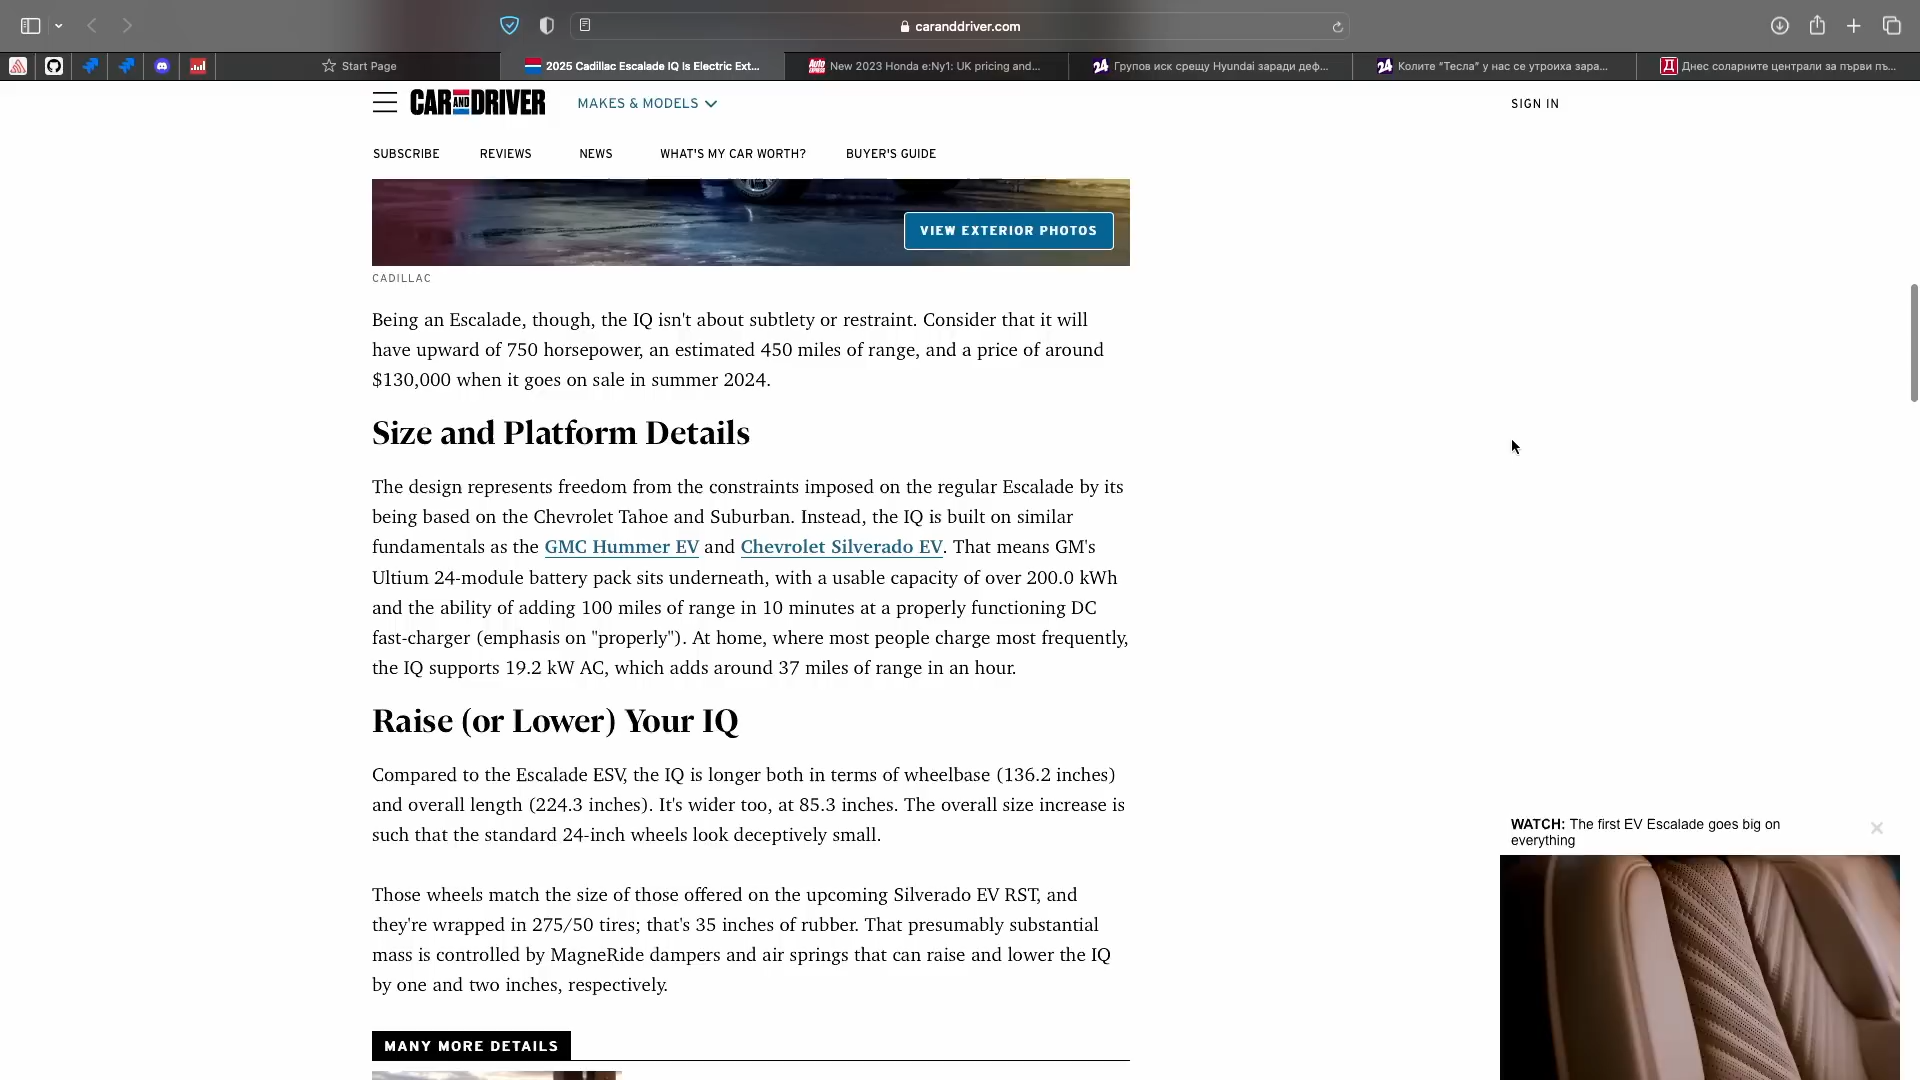 caranddriver.com
Start Page
2025 Cadillac Escalade IQ Is Electric Ext...
New 2023 Honda e:Ny1: UK pricing and...
24 Групов иск срещу Hyundai заради деф...
24 Колите "Тесла" у нас се утроиха зара...
Д Днес соларните централи за първи пъ...
CAR AND DRIVER
MAKES & MODELS
SIGN IN
SUBSCRIBE
REVIEWS
NEWS
WHAT'S MY CAR WORTH?
BUYER'S GUIDE
VIEW EXTERIOR PHOTOS
CADILLAC
Being an Escalade, though, the IQ isn't about subtlety or restraint. Consider that it will
have upward of 750 horsepower, an estimated 450 miles of range, and a price of around
$130,000 when it goes on sale in summer 2024.
Size and Platform Details
The design represents freedom from the constraints imposed on the regular Escalade by its
being based on the Chevrolet Tahoe and Suburban. Instead, the IQ is built on similar
fundamentals as the GMC Hummer EV and Chevrolet Silverado EV. That means GM's
Ultium 24-module battery pack sits underneath, with a usable capacity of over 200.0 kWh
and the ability of adding 100 miles of range in 10 minutes at a properly functioning DC
fast-charger (emphasis on "properly"). At home, where most people charge most frequently,
the IQ supports 19.2 kW AC, which adds around 37 miles of range in an hour.
Raise (or Lower) Your IQ
Compared to the Escalade ESV, the IQ is longer both in terms of wheelbase (136.2 inches)
and overall length (224.3 inches). It's wider too, at 85.3 inches. The overall size increase is
such that the standard 24-inch wheels look deceptively small.
Those wheels match the size of those offered on the upcoming Silverado EV RST, and
they're wrapped in 275/50 tires; that's 35 inches of rubber. That presumably substantial
mass is controlled by MagneRide dampers and air springs that can raise and lower the IQ
by one and two inches, respectively.
MANY MORE DETAILS
WATCH: The first EV Escalade goes big on
everything